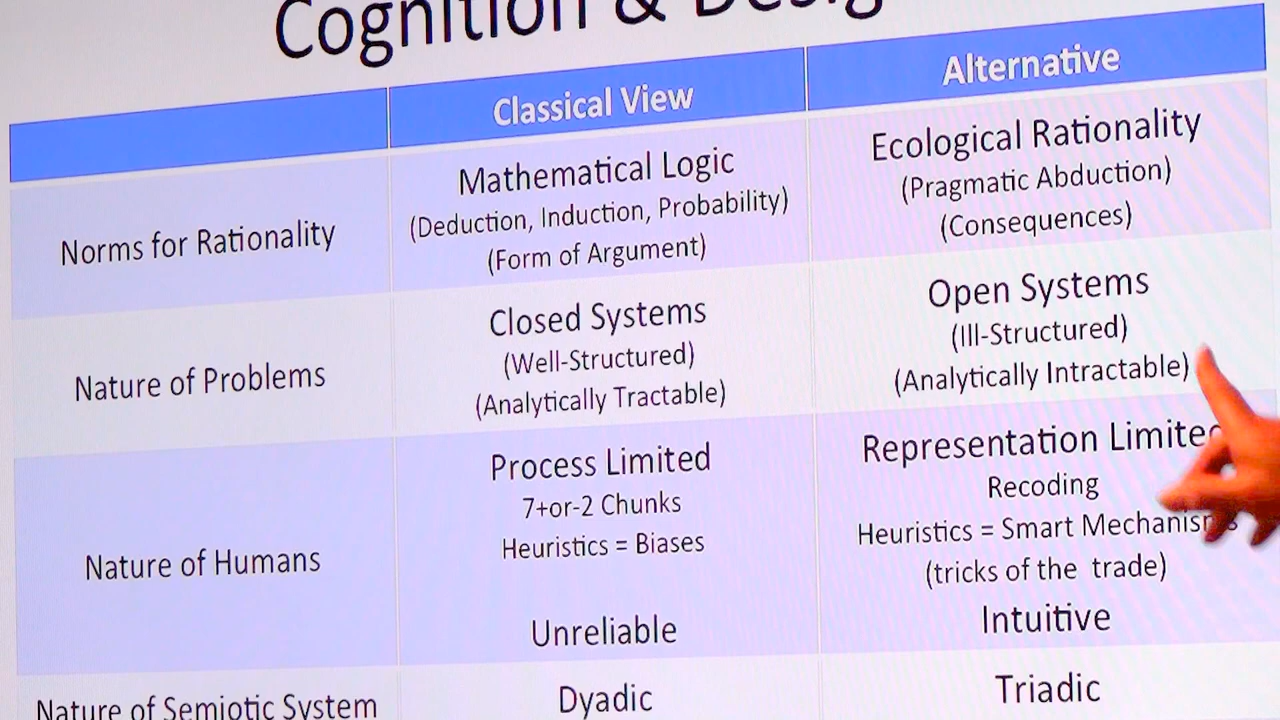 Cognition &
Classical View
Alternative
Norms for Rationality
Mathematical Logic
(Deduction, Induction, Probability)
(Form of Argument)
Ecological Rationality
(Pragmatic Abduction)
(Consequences)
Nature of Problems
Closed Systems
(Well-Structured)
(Analytically Tractable)
Open Systems
(Ill-Structured)
(Analytically Intractable)
Nature of Humans
Process Limited
7+or-2 Chunks
Heuristics = Biases
Unreliable
Representation Limited
Recoding
Heuristics = Smart Mechanisms
(tricks of the trade)
Intuitive
Nature of Semiotic System
Dyadic
Triadic